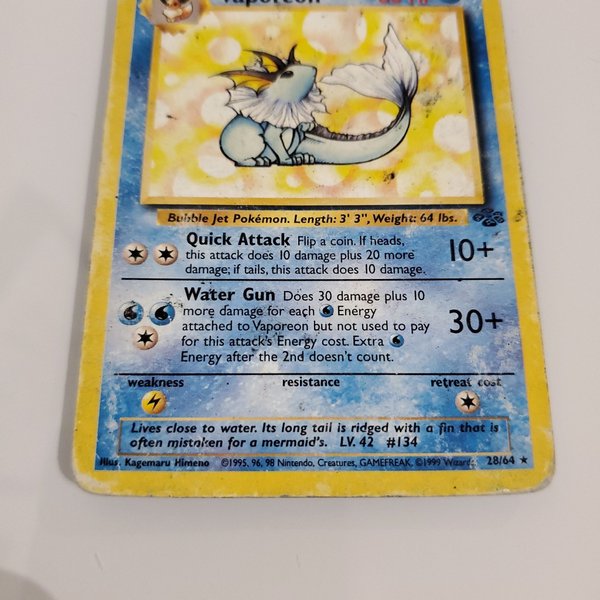 Vaporeon
Bubble Jet Pokémon. Length: 3' 3", Weight: 64 lbs.
Quick Attack Flip a coin. If heads,
this attack does 10 damage plus 20 more
damage; if tails, this attack does 10 damage.
10+
Water Gun Does 30 damage plus 10
more damage for each Energy
attached to Vaporeon but not used to pay
for this attack's Energy cost. Extra
Energy after the 2nd doesn't count.
30+
weakness resistance retreat cost
Lives close to water. Its long tail is ridged with a fin that is
often mistaken for a mermaid's. LV. 42 #134
Illus. Kagemaru Himeno ©1995, 96, 98 Nintendo, Creatures, GAMEFREAK. ©1999 Wizards 28/64